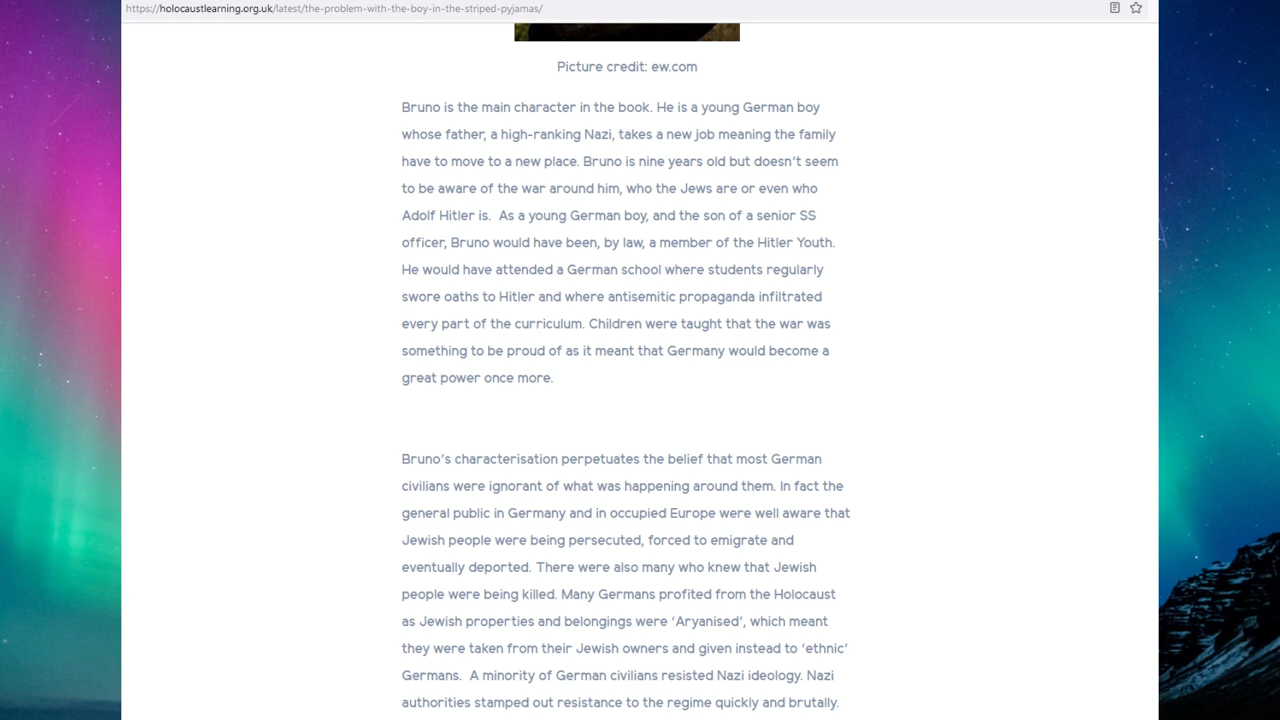 https://holocaustlearning.org.uk/latest/the-problem-with-the-boy-in-the-striped-pyjamas/
Picture credit: ew.com
Bruno is the main character in the book. He is a young German boy
whose father, a high-ranking Nazi, takes a new job meaning the family
have to move to a new place. Bruno is nine years old but doesn't seem
to be aware of the war around him, who the Jews are or even who
Adolf Hitler is.  As a young German boy, and the son of a senior SS
officer, Bruno would have been, by law, a member of the Hitler Youth.
He would have attended a German school where students regularly
swore oaths to Hitler and where antisemitic propaganda infiltrated
every part of the curriculum. Children were taught that the war was
something to be proud of as it meant that Germany would become a
great power once more.
Bruno's characterisation perpetuates the belief that most German
civilians were ignorant of what was happening around them. In fact the
general public in Germany and in occupied Europe were well aware that
Jewish people were being persecuted, forced to emigrate and
eventually deported. There were also many who knew that Jewish
people were being killed. Many Germans profited from the Holocaust
as Jewish properties and belongings were 'Aryanised', which meant
they were taken from their Jewish owners and given instead to 'ethnic'
Germans.  A minority of German civilians resisted Nazi ideology. Nazi
authorities stamped out resistance to the regime quickly and brutally.